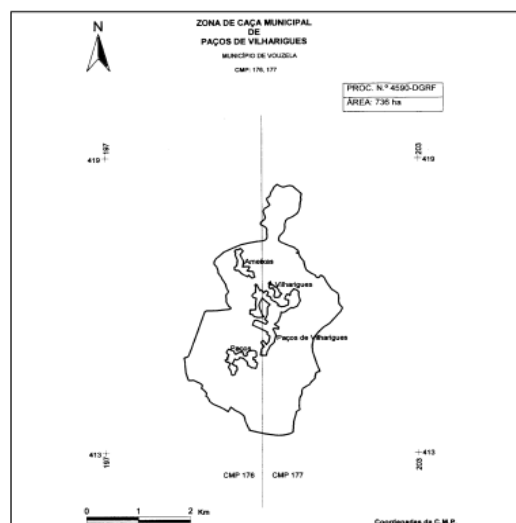 N
ZONA DE CAÇA MUNICIPAL
DE
PAÇOS DE VILHARIGUES
MUNICÍPIO DE VOUZELA
CMP: 176, 177
PROC. N.º 4590-DGRF
ÁREA: 736 ha
419 197
203 419
Ameixas
Vilharigues
Paços de Vilharigues
Paços
413 197
203 413
CMP 176 CMP 177
0 1 2 Km
Coordenadas da C.M.P.